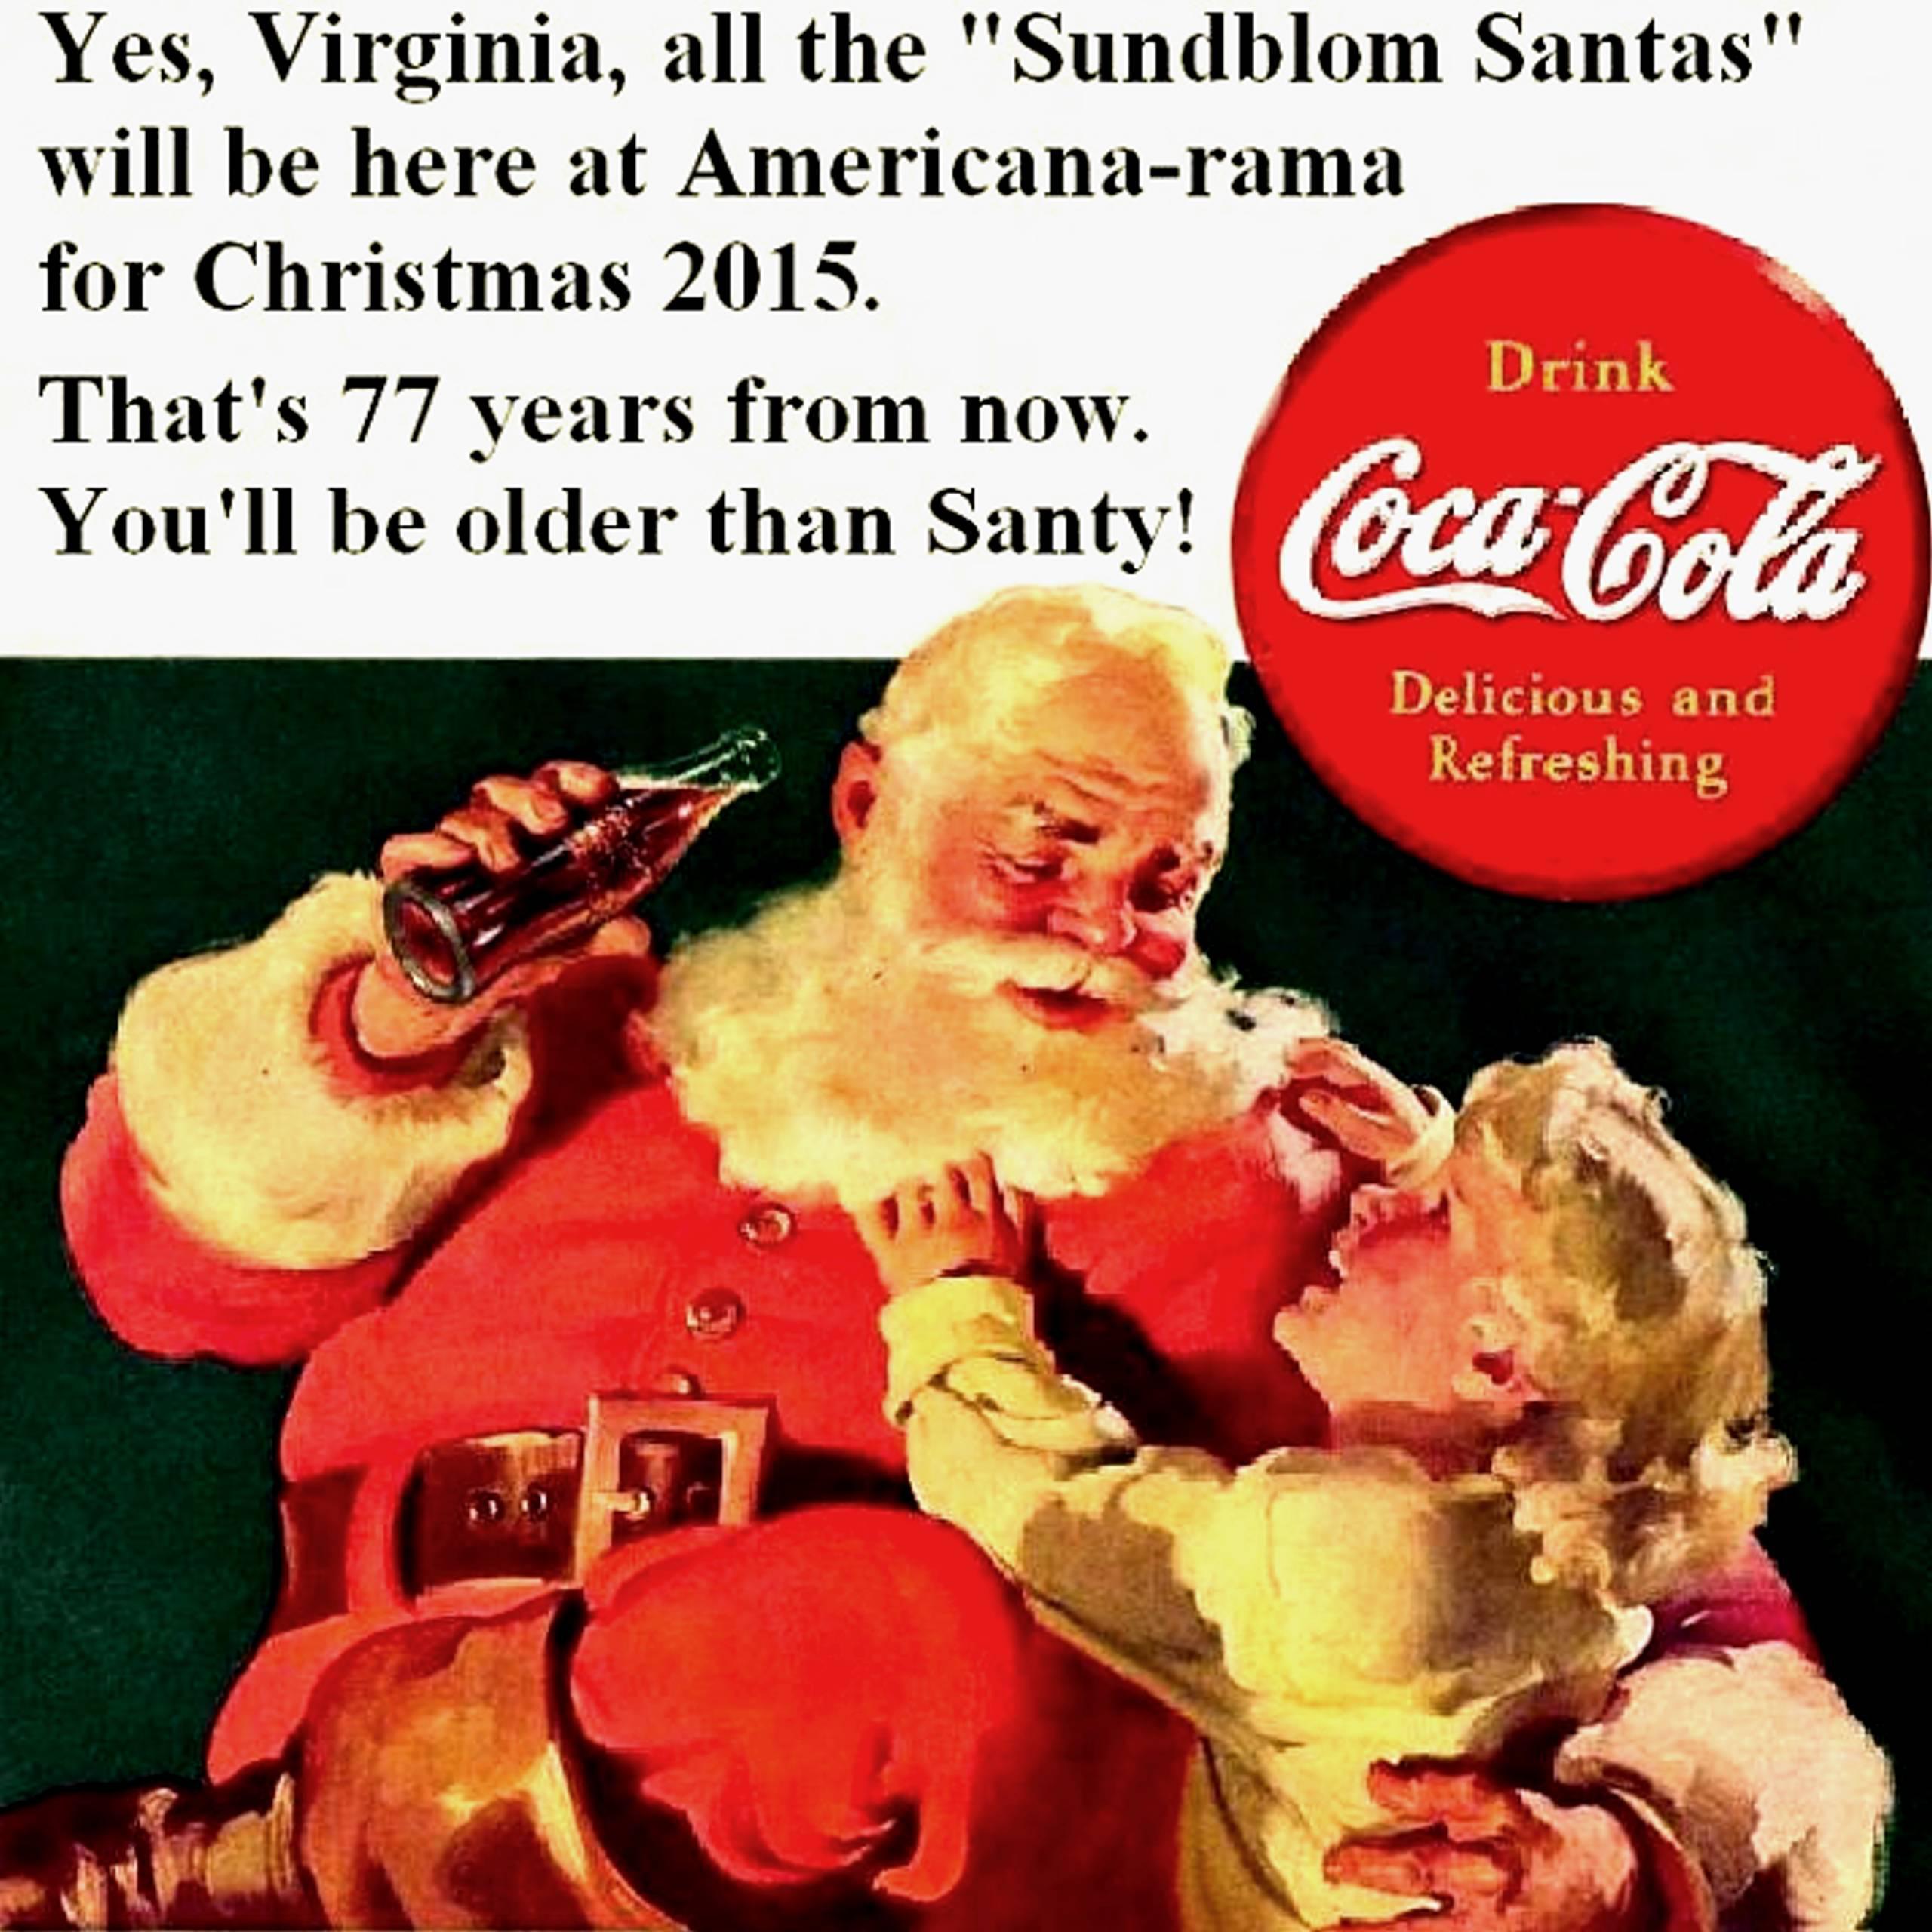 Yes, Virginia, all the "Sundblom Santas"
will be here at Americana-rama
for Christmas 2015.
That's 77 years from now.
You'll be older than Santy!
Drink
Coca-Cola
Delicious and
Refreshing